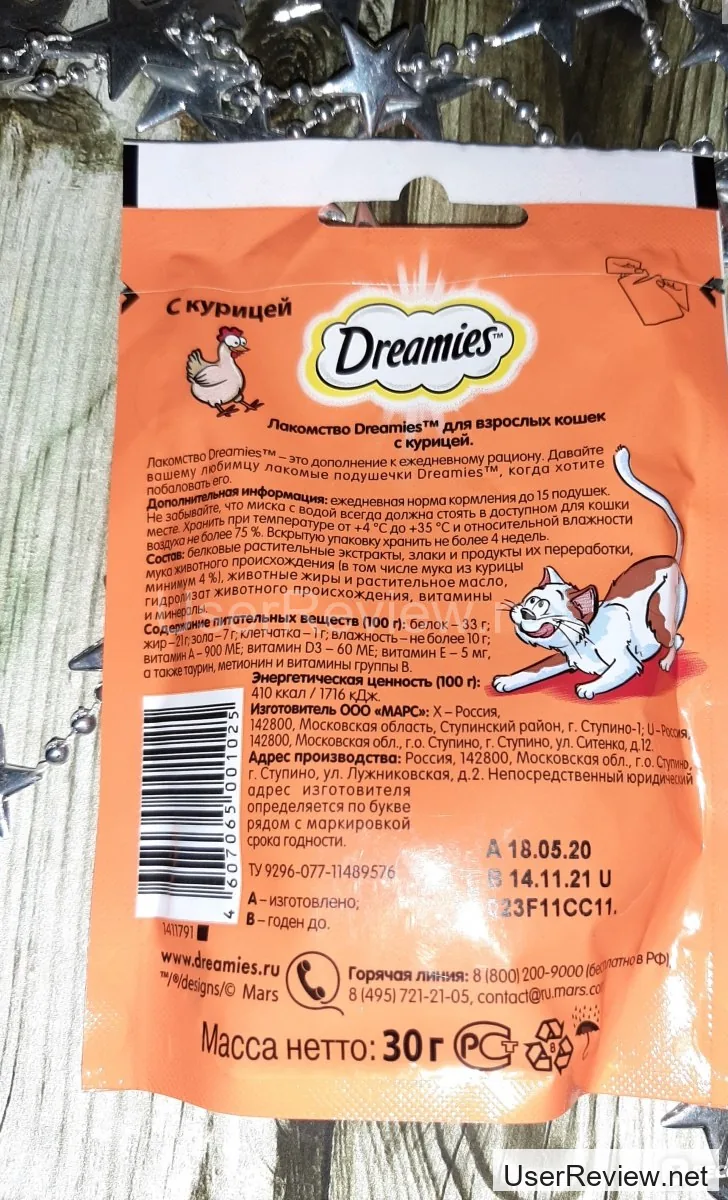 С курицей
Dreamies™
Лакомство Dreamies™ для взрослых кошек
с курицей.
Лакомство Dreamies™ – это дополнение к ежедневному рациону. Давайте
вашему любимцу лакомые подушечки Dreamies™, когда хотите
побаловать его.
Дополнительная информация: ежедневная норма кормления до 15 подушек.
Не забывайте, что миска с водой всегда должна стоять в доступном для кошки
месте. Хранить при температуре от +4 °C до +35 °C и относительной влажности
воздуха не более 75 %. Вскрытую упаковку хранить не более 4 недель.
Состав: белковые растительные экстракты, злаки и продукты их переработки,
мука животного происхождения (в том числе мука из курицы
минимум 4 %), животные жиры и растительное масло,
гидролизат животного происхождения, витамины
и минералы.
Содержание питательных веществ (100 г): белок – 33 г;
жир – 21 г; зола – 7 г; клетчатка – 1 г; влажность – не более 10 г;
витамин А – 900 МЕ; витамин D3 – 60 МЕ; витамин Е – 5 мг,
а также таурин, метионин и витамины группы В.
Энергетическая ценность (100 г):
410 ккал / 1716 кДж.
Изготовитель ООО «МАРС»: X – Россия,
142800, Московская область, Ступинский район, г. Ступино-1; U – Россия,
142800, Московская обл., г.о. Ступино, г. Ступино, ул. Ситенка, д.12.
Адрес производства: Россия, 142800, Московская обл., г.о. Ступино,
г. Ступино, ул. Лужниковская, д.2. Непосредственный юридический
адрес изготовителя
определяется по букве
рядом с маркировкой
срока годности.
ТУ 9296-077-11489576
А – изготовлено;
В – годен до.
A 18.05.20
B 14.11.21 U
023F11CC11.
4 607065 001025
1411791
www.dreamies.ru
™/®/designs/© Mars
Горячая линия: 8 (800) 200-9000 (бесплатно в РФ),
8 (495) 721-21-05, contact@ru.mars.com
Масса нетто: 30 г
РСТ
8
UserReview.net
UserReview.net